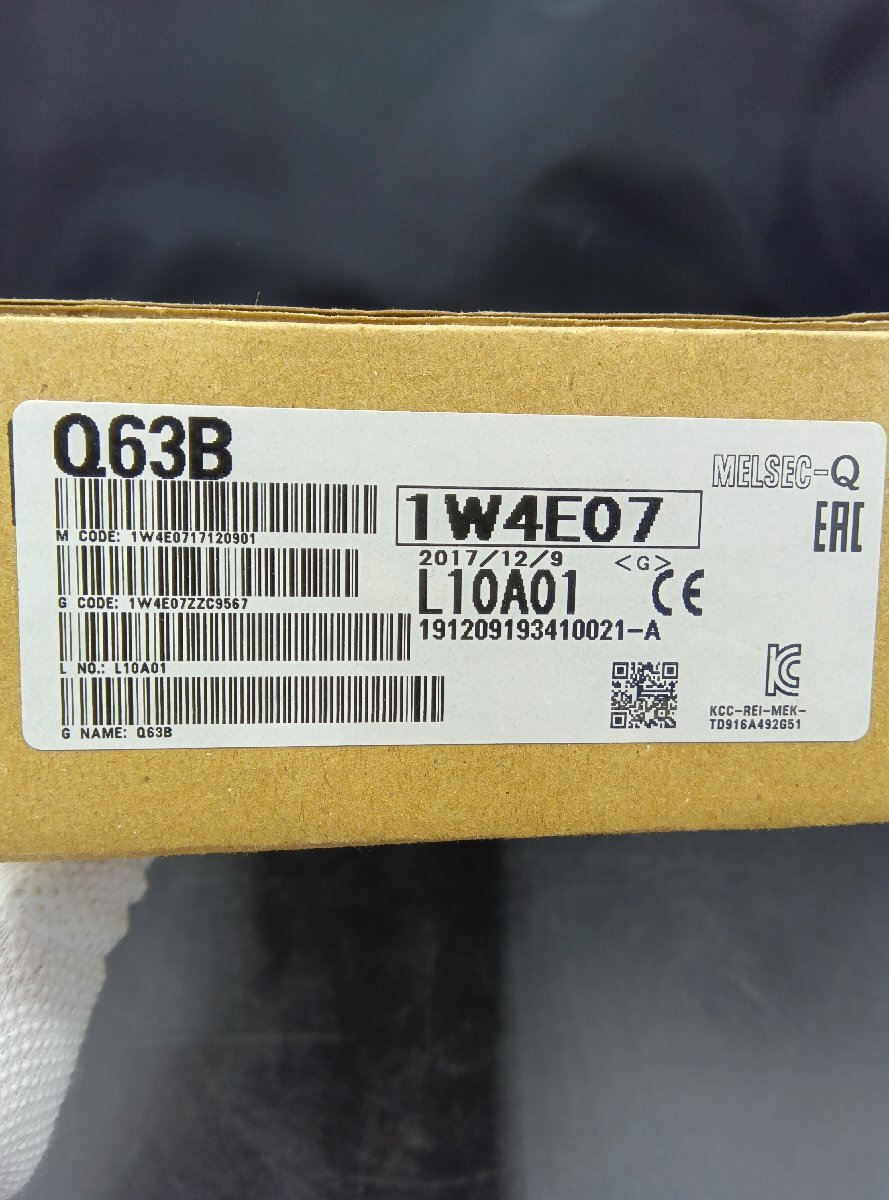 Q63B
M CODE: 1W4E0717120901
G CODE: 1W4E07ZZC9567
L NO.: L10A01
G NAME: Q63B
1W4E07
2017/12/9 <G>
L10A01 CE
191209193410021-A
MELSEC-Q
EAC
KC
KCC-REI-MEK-
TD916A492G51